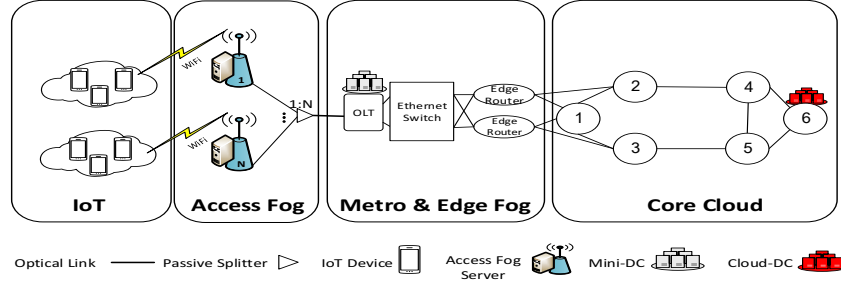 WiFi
1
1:N
WiFi
N
OLT
Ethernet
Switch
Edge
Router
Edge
Router
1
2
3
4
5
6
IoT
Access Fog
Metro & Edge Fog
Core Cloud
Optical Link
Passive Splitter
IoT Device
Access Fog
Server
Mini-DC
Cloud-DC